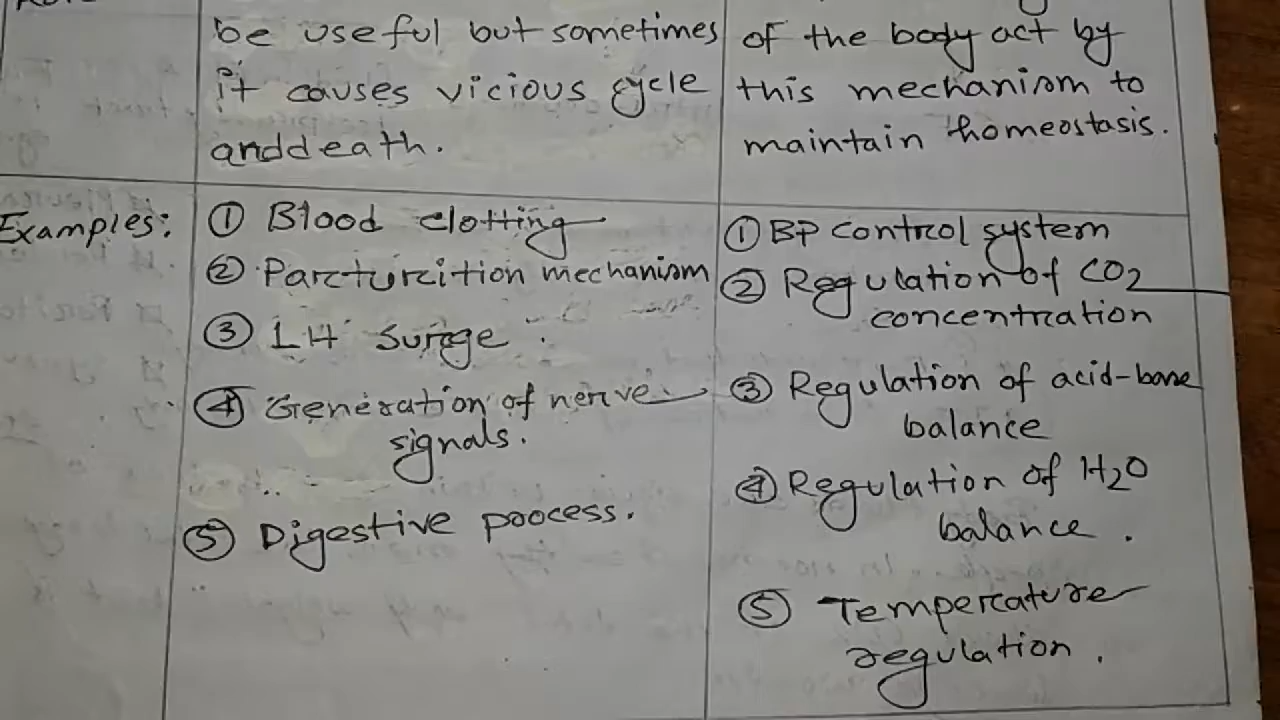 be useful but sometimes
it causes vicious cycle
and death.
of the body act by
this mechanism to
maintain homeostasis.
Examples:
① Blood clotting
② Parturition mechanism
③ LH surge
④ Generation of nerve
signals.
⑤ Digestive poocess.
① BP control system
② Regulation of CO2
concentration
③ Regulation of acid-base
balance
④ Regulation of H2O
balance.
⑤ Temperature
regulation.